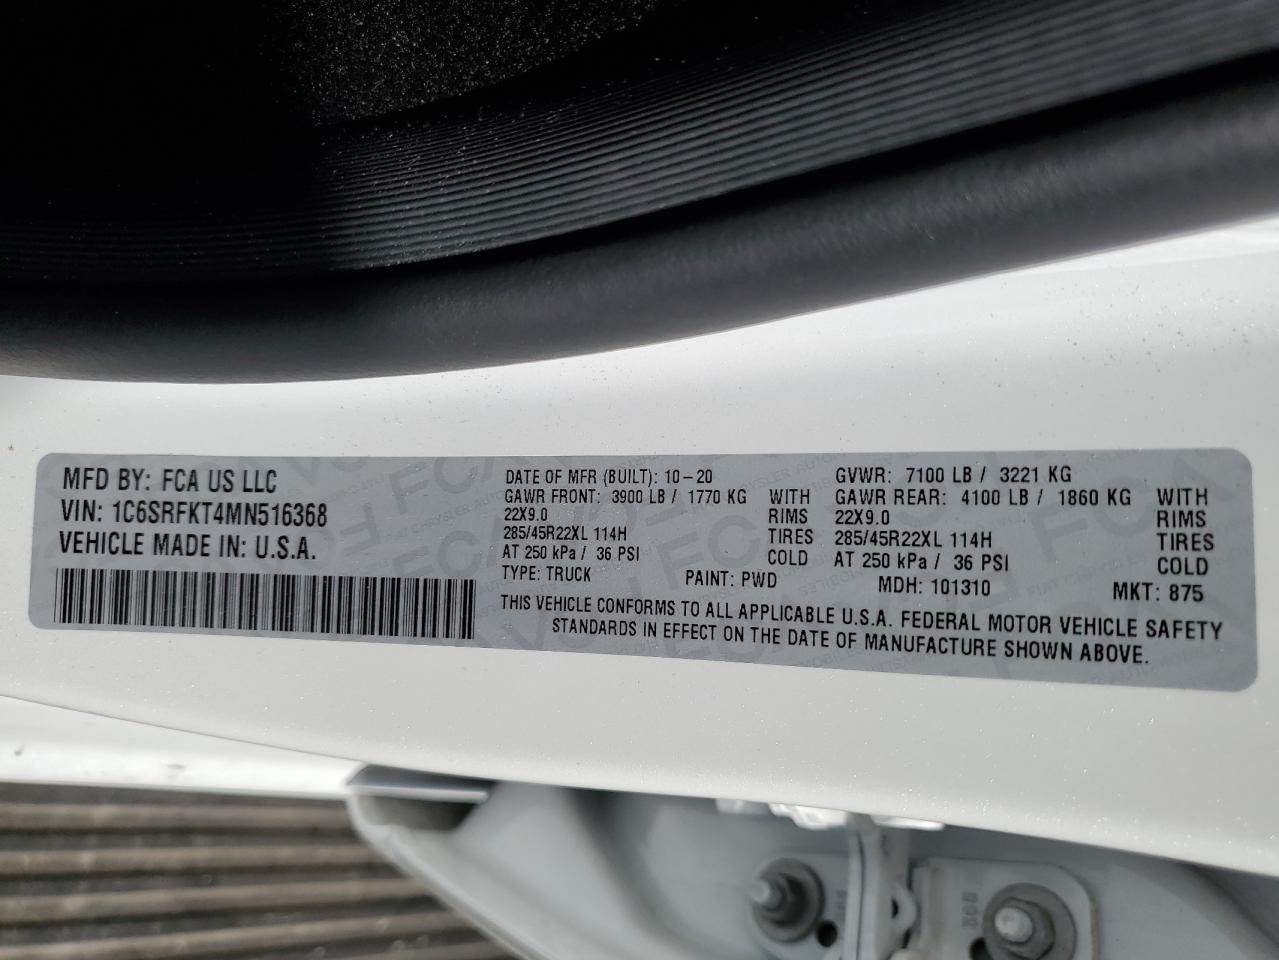 MFD BY: FCA US LLC
VIN: 1C6SRFKT4MN516368
VEHICLE MADE IN: U.S.A.
DATE OF MFR (BUILT): 10-20 GVWR: 7100 LB / 3221 KG
GAWR FRONT: 3900 LB / 1770 KG WITH GAWR REAR: 4100 LB / 1860 KG WITH
22X9.0 RIMS 22X9.0 RIMS
285/45R22XL 114H TIRES 285/45R22XL 114H TIRES
AT 250 kPa / 36 PSI COLD AT 250 kPa / 36 PSI COLD
TYPE: TRUCK PAINT: PWD MDH: 101310 MKT: 875
THIS VEHICLE CONFORMS TO ALL APPLICABLE U.S.A. FEDERAL MOTOR VEHICLE SAFETY
STANDARDS IN EFFECT ON THE DATE OF MANUFACTURE SHOWN ABOVE.